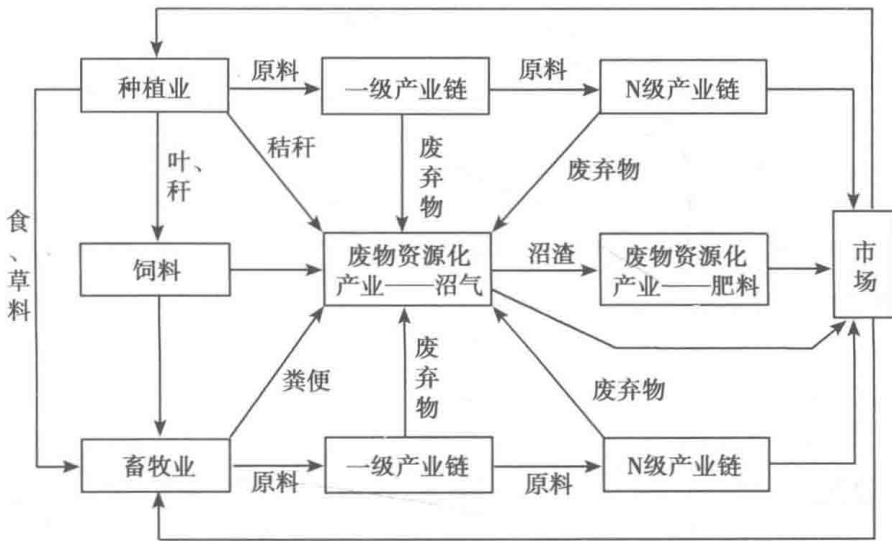 种植业
原料
一级产业链
原料
N级产业链
叶、
秆
秸秆
废
弃
物
废弃物
食
、
草
料
饲料
废物资源化
产业——沼气
沼渣
废物资源化
产业——肥料
市
场
粪便
废
弃
物
废弃物
畜牧业
原料
一级产业链
原料
N级产业链